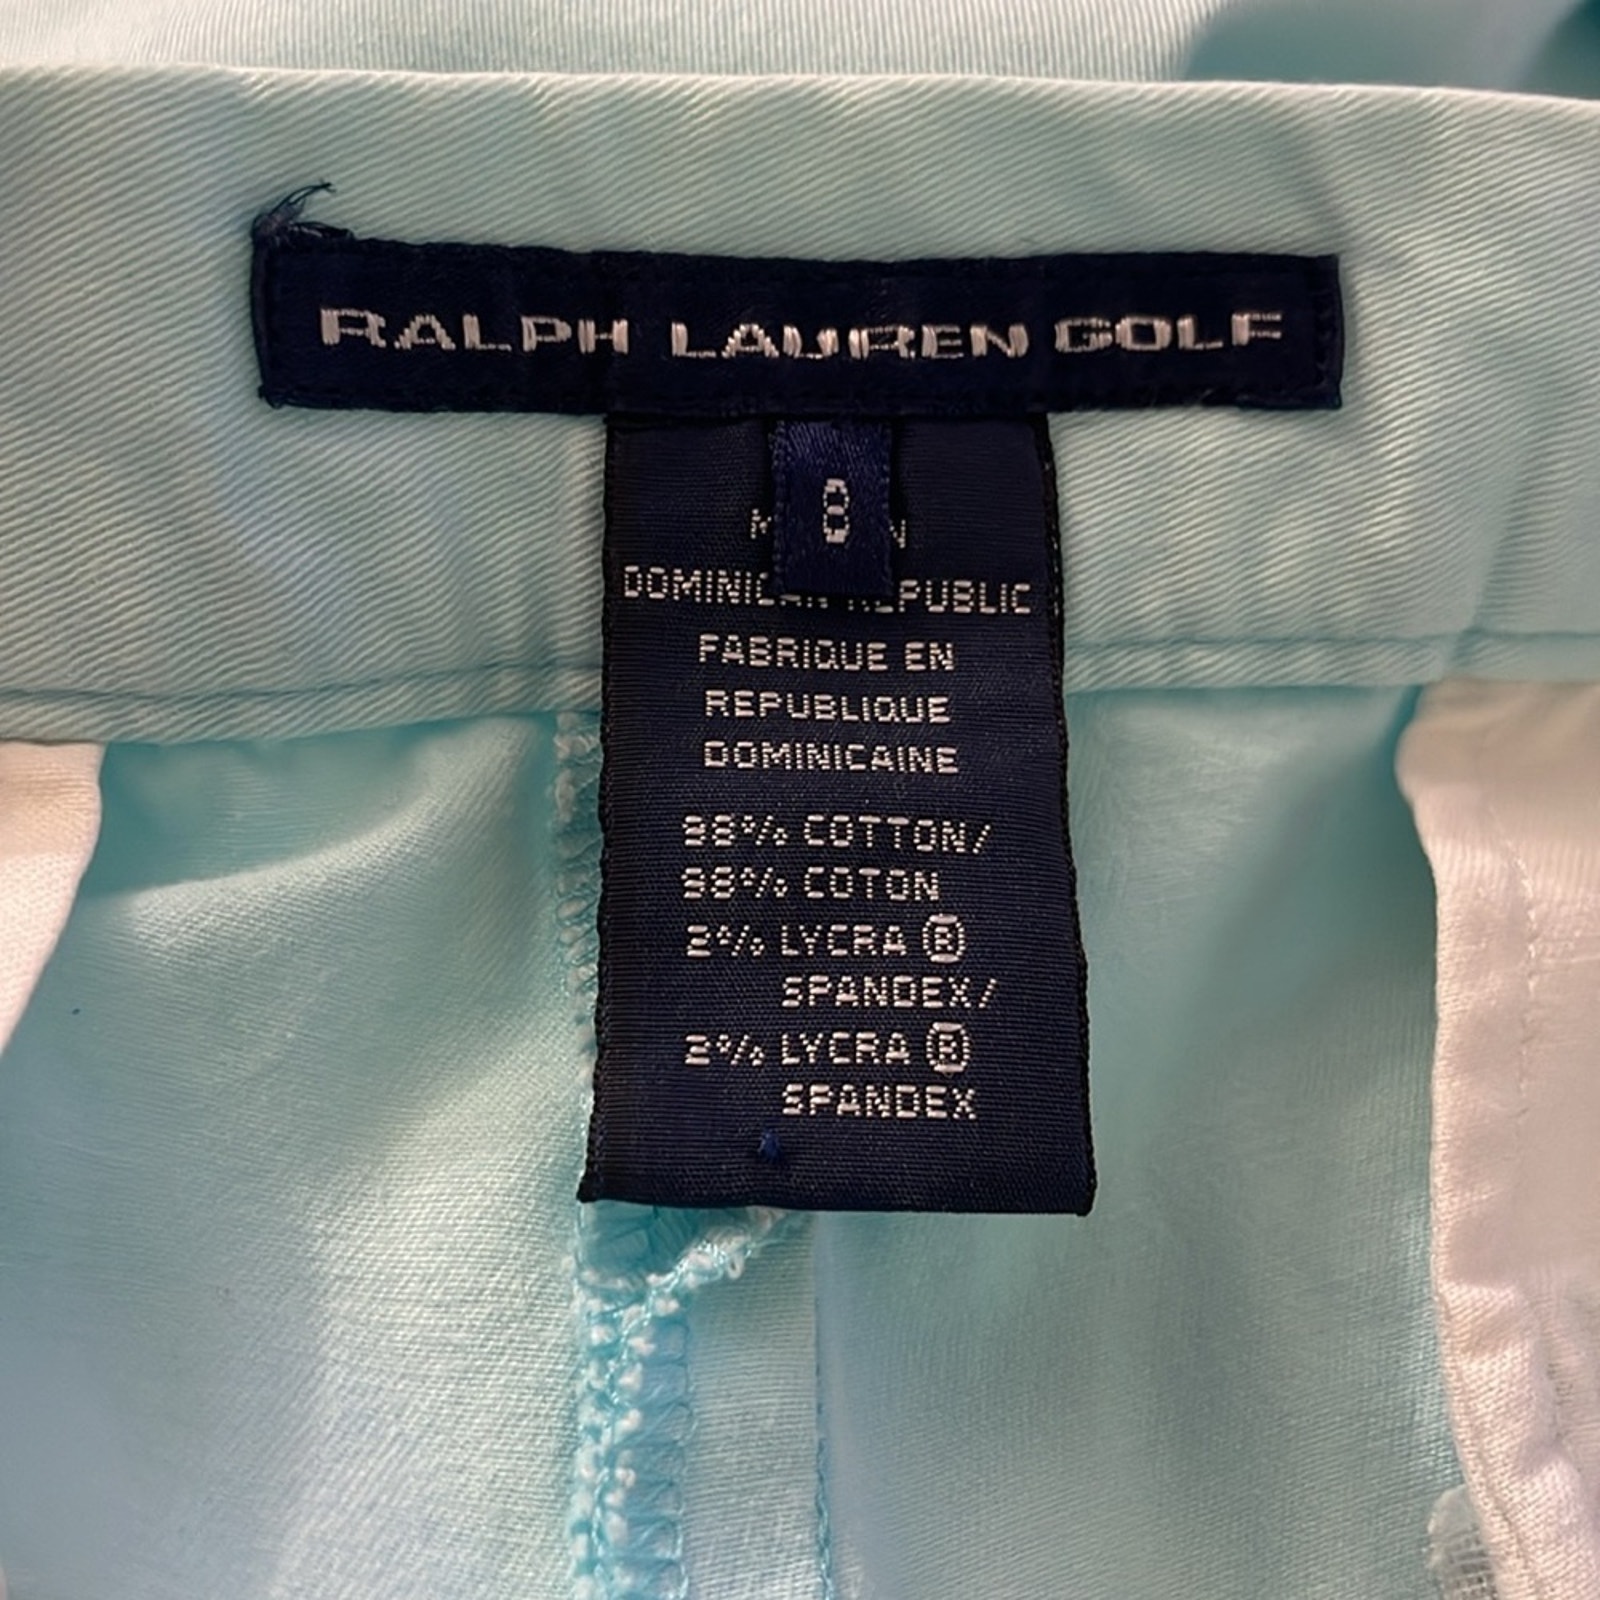 RALPH LAUREN GOLF
8
DOMINICAN REPUBLIC
FABRIQUE EN
REPUBLIQUE
DOMINICAINE
98% COTTON/
98% COTON
2% LYCRA ®
SPANDEX/
2% LYCRA ®
SPANDEX